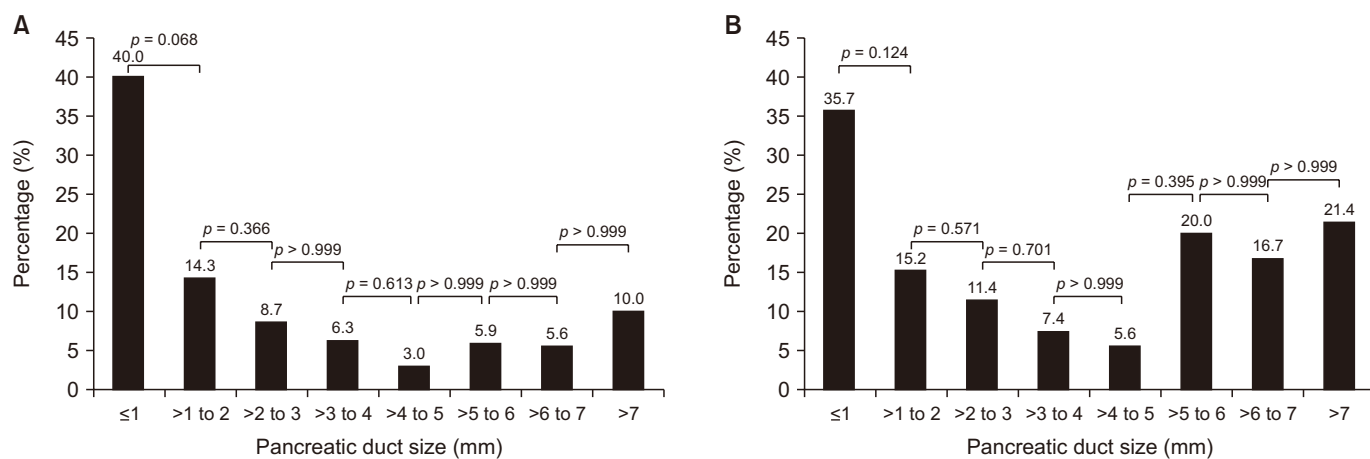 A
Percentage (%)
45
40
35
30
25
20
15
10
5
0
p = 0.068
p = 0.366
p > 0.999
p = 0.613
p > 0.999
p > 0.999
p > 0.999
40.0
14.3
8.7
6.3
3.0
5.9
5.6
10.0
≤1 >1 to 2 >2 to 3 >3 to 4 >4 to 5 >5 to 6 >6 to 7 >7
Pancreatic duct size (mm)
B
Percentage (%)
45
40
35
30
25
20
15
10
5
0
p = 0.124
p = 0.571
p = 0.701
p > 0.999
p = 0.395
p > 0.999
p > 0.999
35.7
15.2
11.4
7.4
5.6
20.0
16.7
21.4
≤1 >1 to 2 >2 to 3 >3 to 4 >4 to 5 >5 to 6 >6 to 7 >7
Pancreatic duct size (mm)